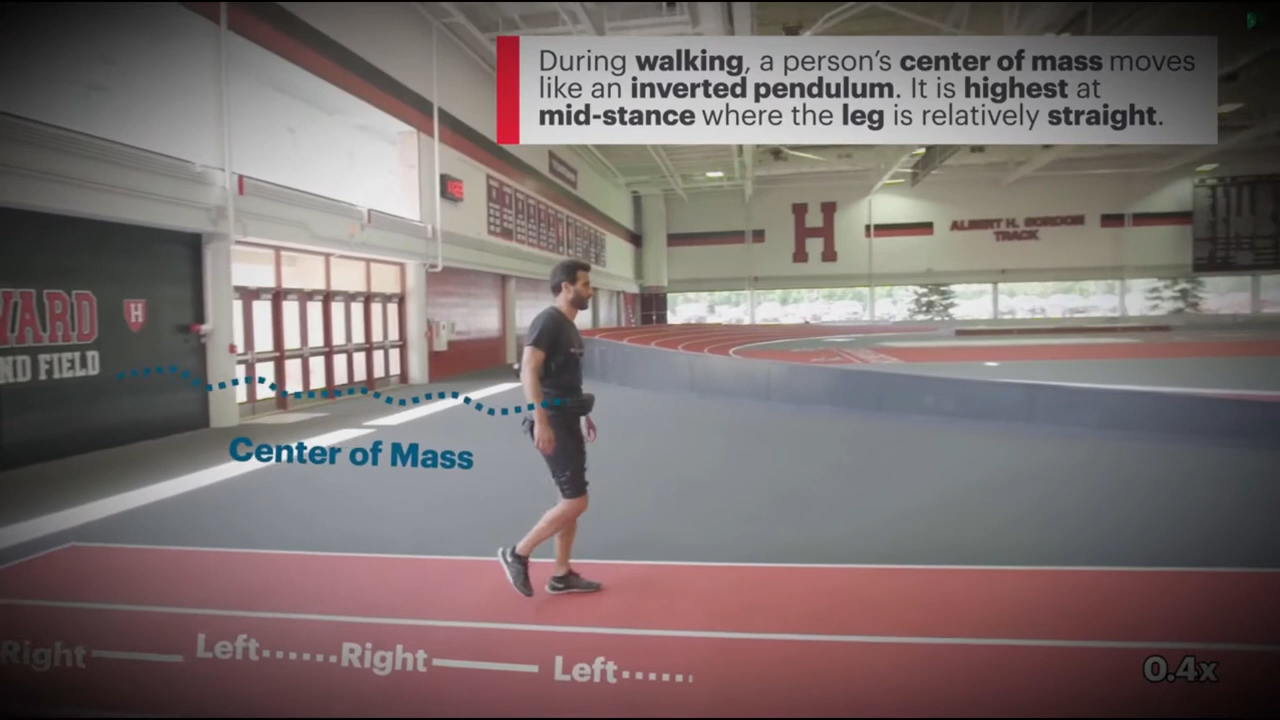 During walking, a person's center of mass moves
like an inverted pendulum. It is highest at
mid-stance where the leg is relatively straight.
H
ALBERT H. GORDON
TRACK
VARD
H
ND FIELD
Center of Mass
Right
Left
Right
Left
0.4x